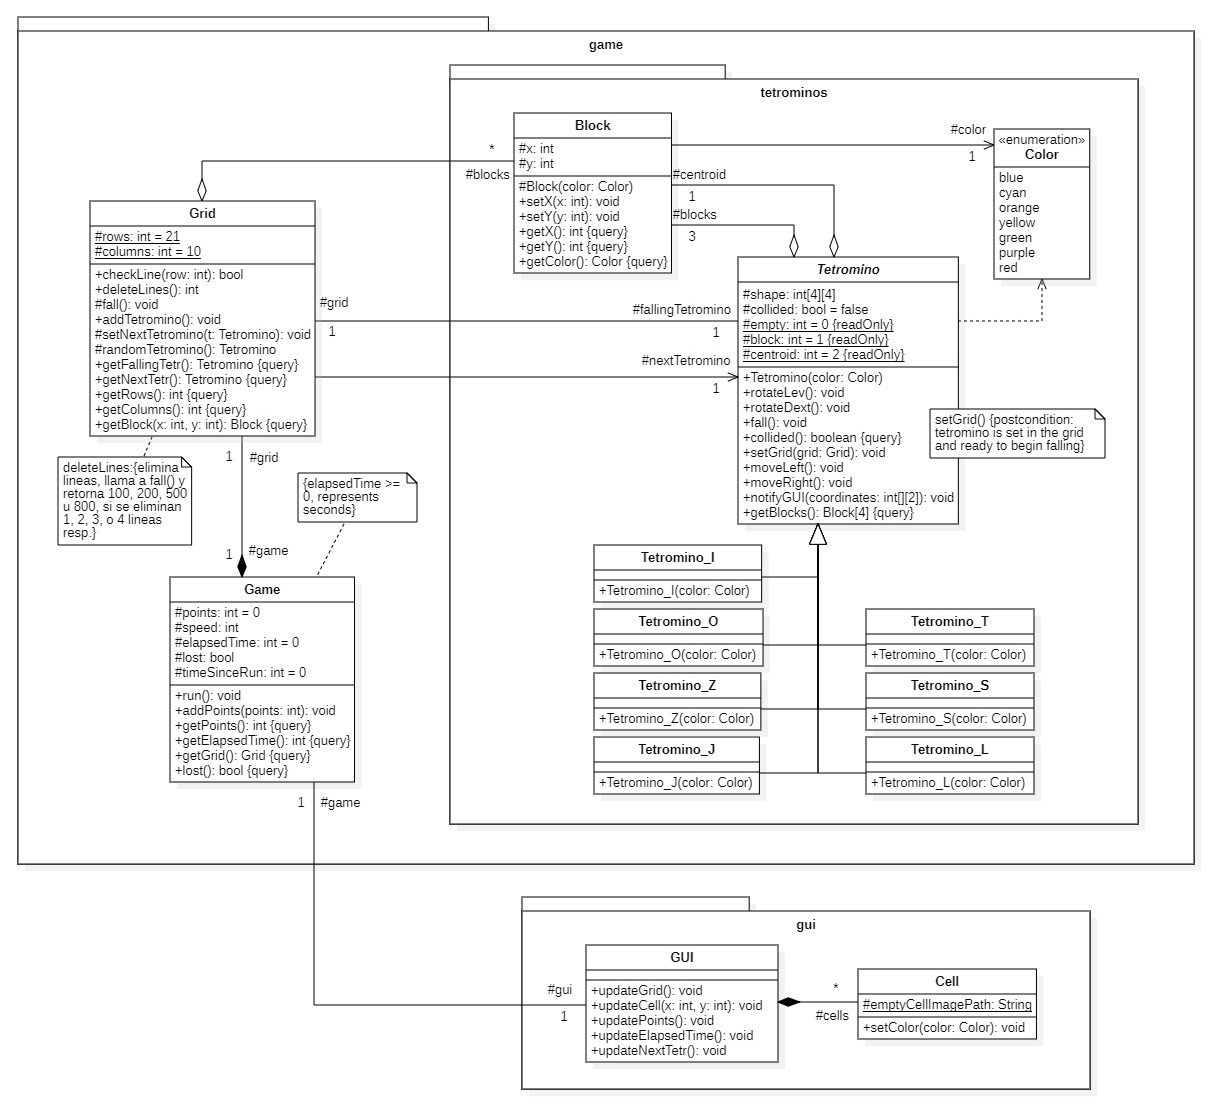 game
tetrominos
Block
#x: int
#y: int
#Block(color: Color)
+setX(x: int): void
+setY(y: int): void
+getX(): int {query}
+getY(): int {query}
+getColor(): Color {query}
#color
1
«enumeration»
Color
blue
cyan
orange
yellow
green
purple
red
*
#blocks
#centroid
1
#blocks
3
Grid
#rows: int = 21
#columns: int = 10
+checkLine(row: int): bool
+deleteLines(): int
#fall(): void
+addTetromino(): void
#setNextTetromino(t: Tetromino): void
#randomTetromino(): Tetromino
+getFallingTetr(): Tetromino {query}
+getNextTetr(): Tetromino {query}
+getRows(): int {query}
+getColumns(): int {query}
+getBlock(x: int, y: int): Block {query}
#grid
1
#fallingTetromino
1
#nextTetromino
1
Tetromino
#shape: int[4][4]
#collided: bool = false
#empty: int = 0 {readOnly}
#block: int = 1 {readOnly}
#centroid: int = 2 {readOnly}
+Tetromino(color: Color)
+rotateLev(): void
+rotateDext(): void
+fall(): void
+collided(): boolean {query}
+setGrid(grid: Grid): void
+moveLeft(): void
+moveRight(): void
+notifyGUI(coordinates: int[][2]): void
+getBlocks(): Block[4] {query}
setGrid() {postcondition:
tetromino is set in the grid
and ready to begin falling}
deleteLines:{elimina
lineas, llama a fall() y
retorna 100, 200, 500
u 800, si se eliminan
1, 2, 3, o 4 lineas
resp.}
1
#grid
{elapsedTime >=
0, represents
seconds}
1
#game
Game
#points: int = 0
#speed: int
#elapsedTime: int = 0
#lost: bool
#timeSinceRun: int = 0
+run(): void
+addPoints(points: int): void
+getPoints(): int {query}
+getElapsedTime(): int {query}
+getGrid(): Grid {query}
+lost(): bool {query}
1
#game
Tetromino_I
+Tetromino_I(color: Color)
Tetromino_O
+Tetromino_O(color: Color)
Tetromino_T
+Tetromino_T(color: Color)
Tetromino_Z
+Tetromino_Z(color: Color)
Tetromino_S
+Tetromino_S(color: Color)
Tetromino_J
+Tetromino_J(color: Color)
Tetromino_L
+Tetromino_L(color: Color)
gui
#gui
1
GUI
+updateGrid(): void
+updateCell(x: int, y: int): void
+updatePoints(): void
+updateElapsedTime(): void
+updateNextTetr(): void
*
#cells
Cell
#emptyCellImagePath: String
+setColor(color: Color): void